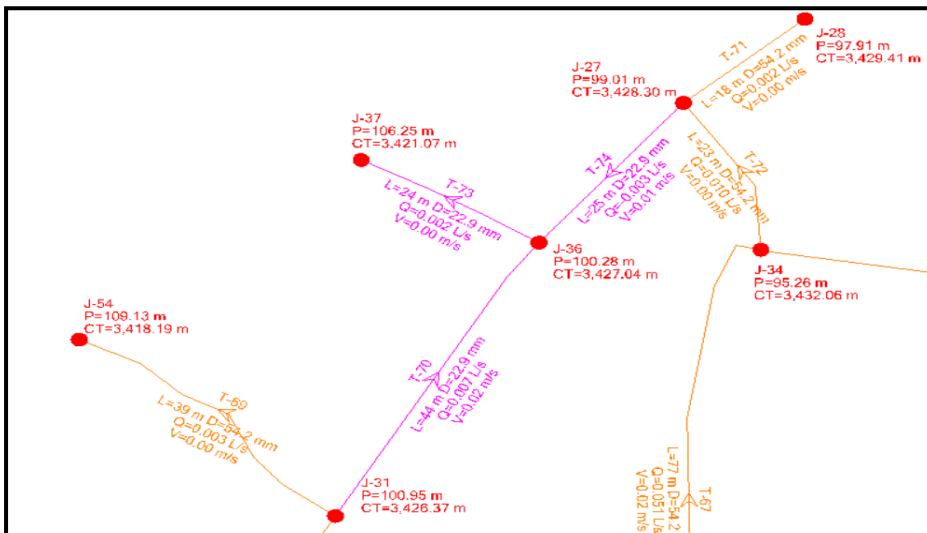 J-28
P=97.91 m
CT=3,429.41 m
T-71
L=18 m D=54.2 mm
Q=0.002 L/s
V=0.00 m/s
J-27
P=99.01 m
CT=3,428.30 m
J-37
P=106.25 m
CT=3,421.07 m
T-74
L=25 m D=22.9 mm
Q=-0.003 L/s
V=0.01 m/s
T-72
L=23 m D=54.2 mm
Q=0.010 L/s
V=0.00 m/s
T-73
L=24 m D=22.9 mm
Q=0.002 L/s
V=0.00 m/s
J-36
P=100.28 m
CT=3,427.04 m
J-34
P=95.26 m
CT=3,432.06 m
J-54
P=109.13 m
CT=3,418.19 m
T-70
L=44 m D=22.9 mm
Q=0.007 L/s
V=0.02 m/s
T-69
L=39 m D=54.2 mm
Q=0.003 L/s
V=0.00 m/s
J-31
P=100.95 m
CT=3,426.37 m
T-67
L=77 m D=54.2
Q=0.051 L/s
V=0.02 m/s